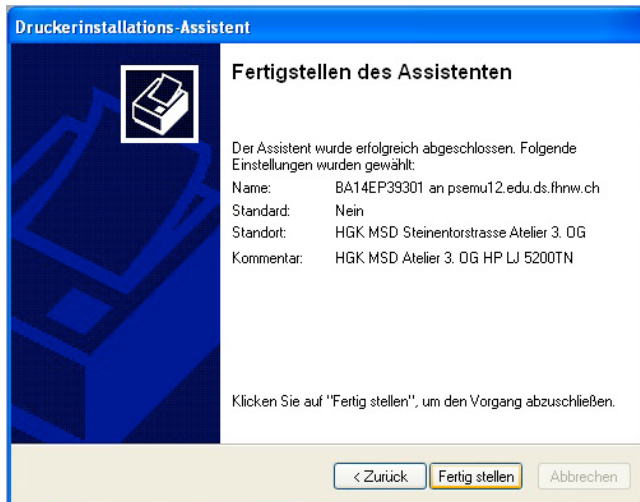 Druckerinstallations-Assistent
Fertigstellen des Assistenten
Der Assistent wurde erfolgreich abgeschlossen. Folgende
Einstellungen wurden gewählt:
Name: BA14EP39301 an psemu12.edu.ds.fhnw.ch
Standard: Nein
Standort: HGK MSD Steinentorstrasse Atelier 3. OG
Kommentar: HGK MSD Atelier 3. OG HP LJ 5200TN
Klicken Sie auf "Fertig stellen", um den Vorgang abzuschließen.
< Zurück Fertig stellen Abbrechen